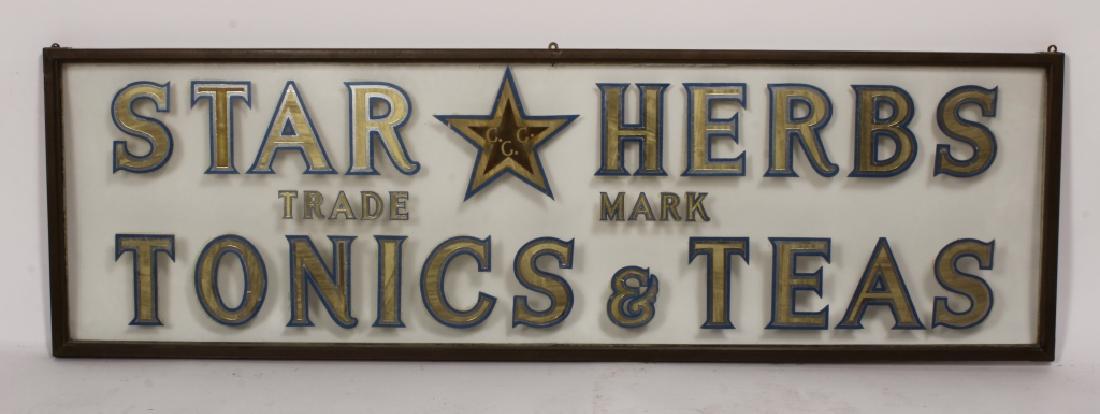 STAR HERBS
G. G. G.
TRADE MARK
TONICS & TEAS